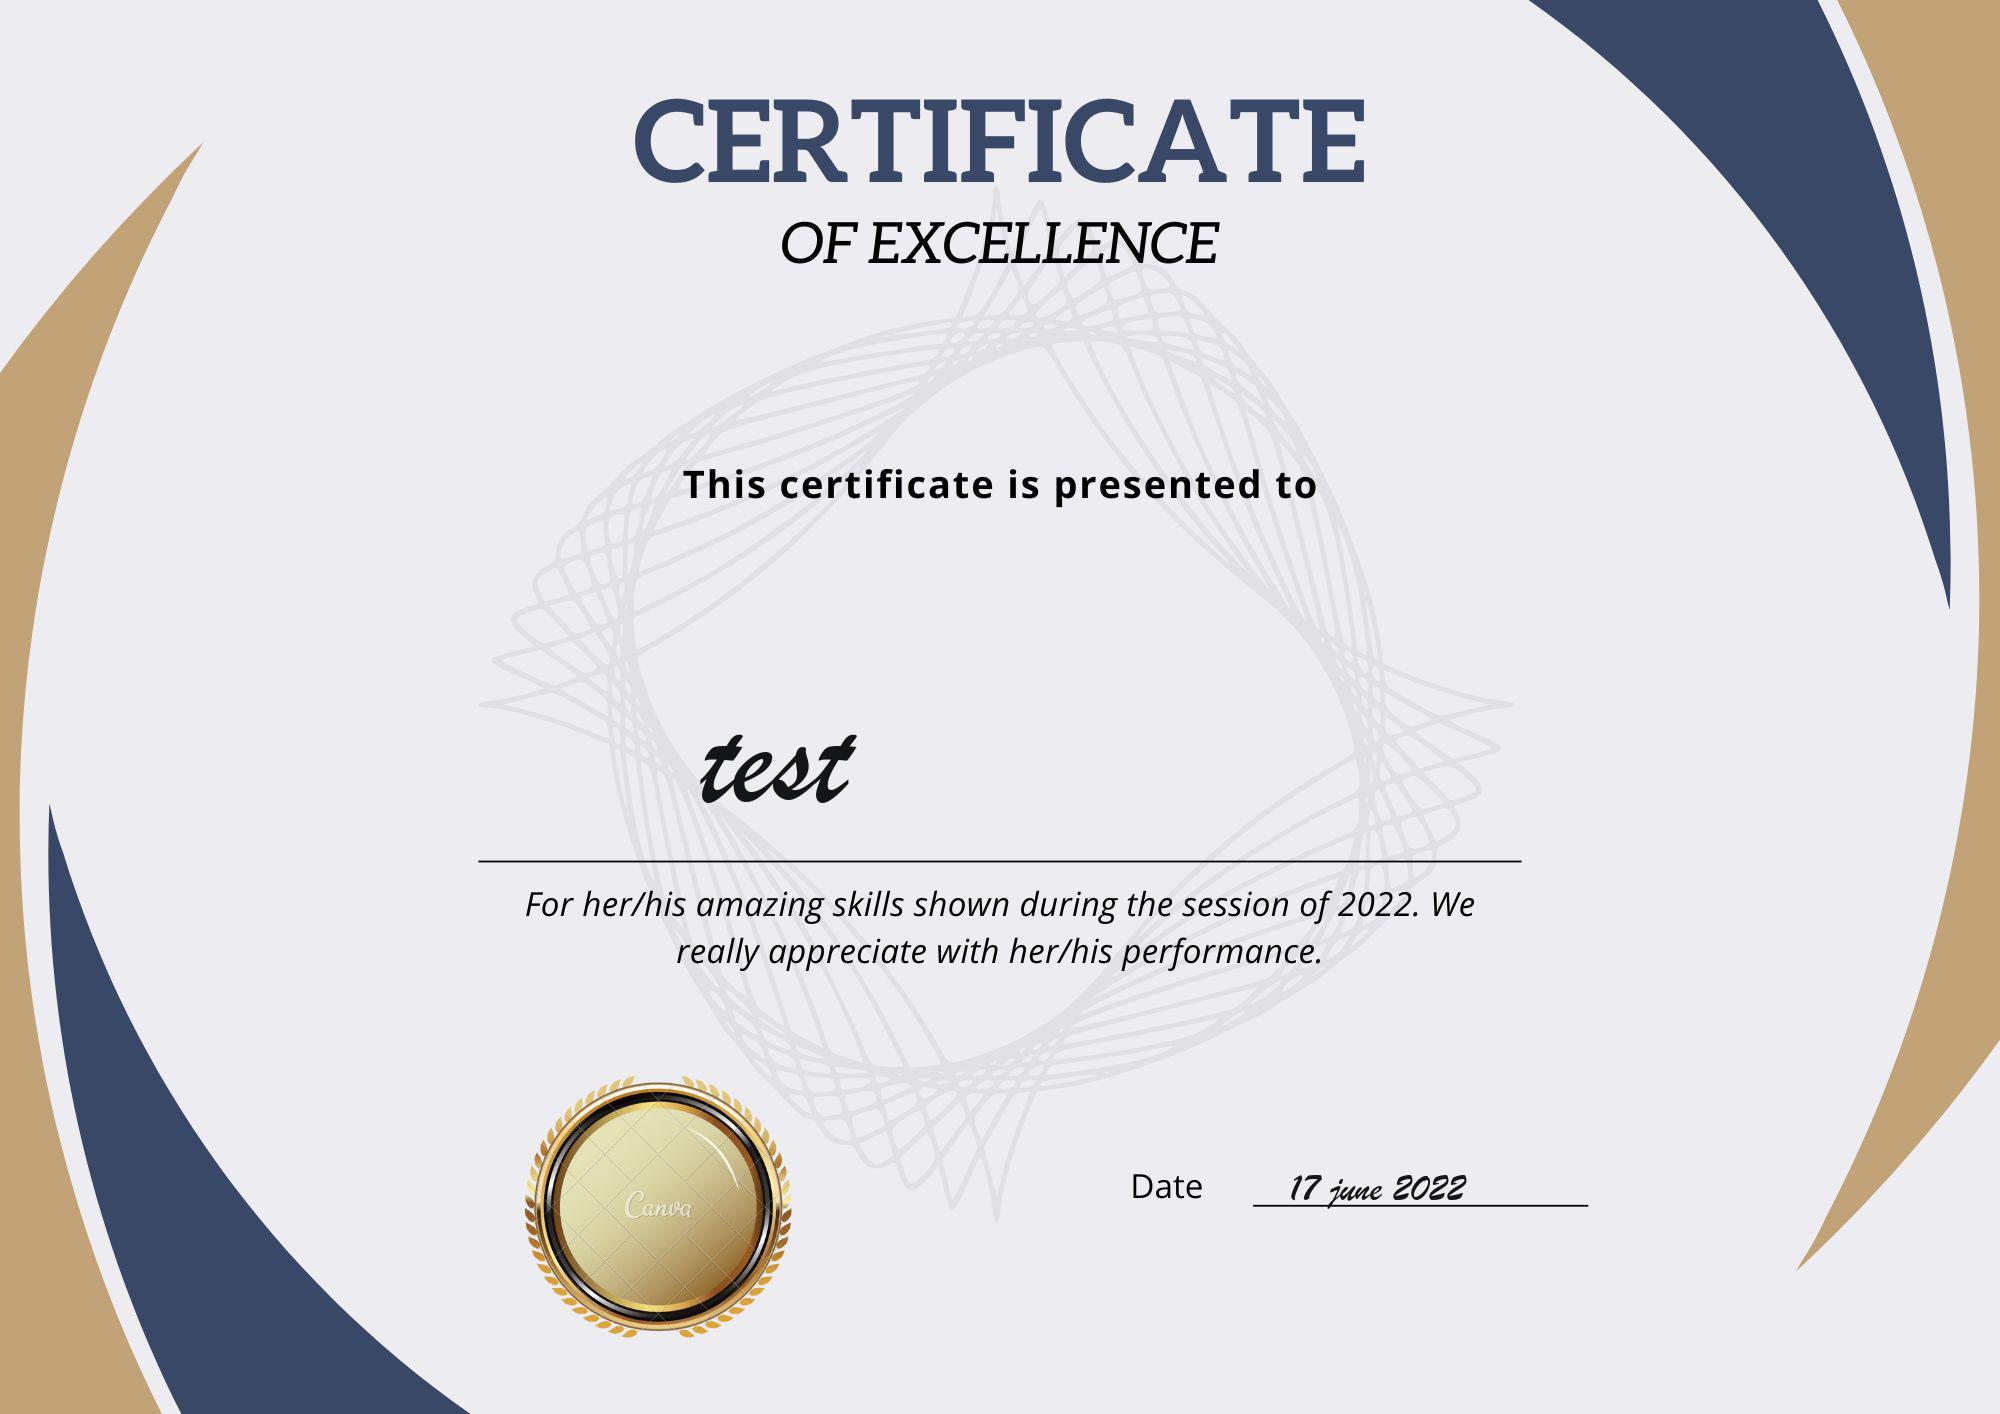 CERTIFICATE
OF EXCELLENCE
This certificate is presented to
test
For her/his amazing skills shown during the session of 2022. We
really appreciate with her/his performance.
Canva
Date 17 june 2022